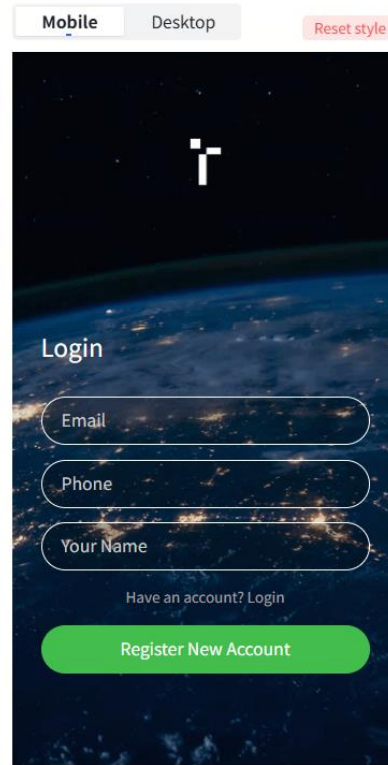 Mobile Desktop Reset style
Login
Email
Phone
Your Name
Have an account? Login
Register New Account